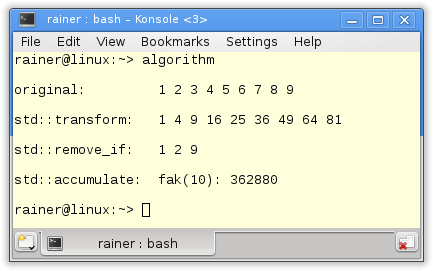 rainer : bash – Konsole <3>
File Edit View Bookmarks Settings Help
rainer@linux:~> algorithm
original: 1 2 3 4 5 6 7 8 9
std::transform: 1 4 9 16 25 36 49 64 81
std::remove_if: 1 2 9
std::accumulate: fak(10): 362880
rainer@linux:~>
rainer : bash